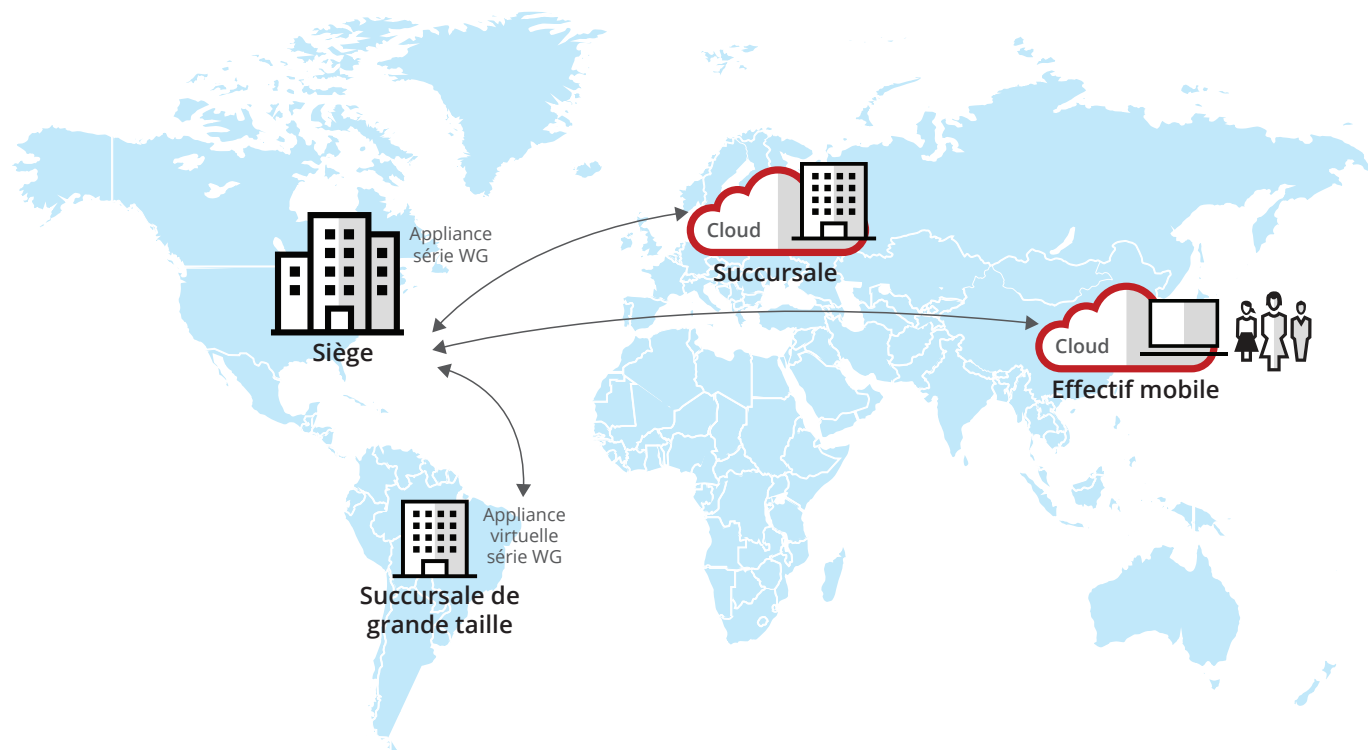 Appliance
série WG
Siège
Cloud
Succursale
Cloud
Effectif mobile
Appliance
virtuelle
série WG
Succursale de
grande taille